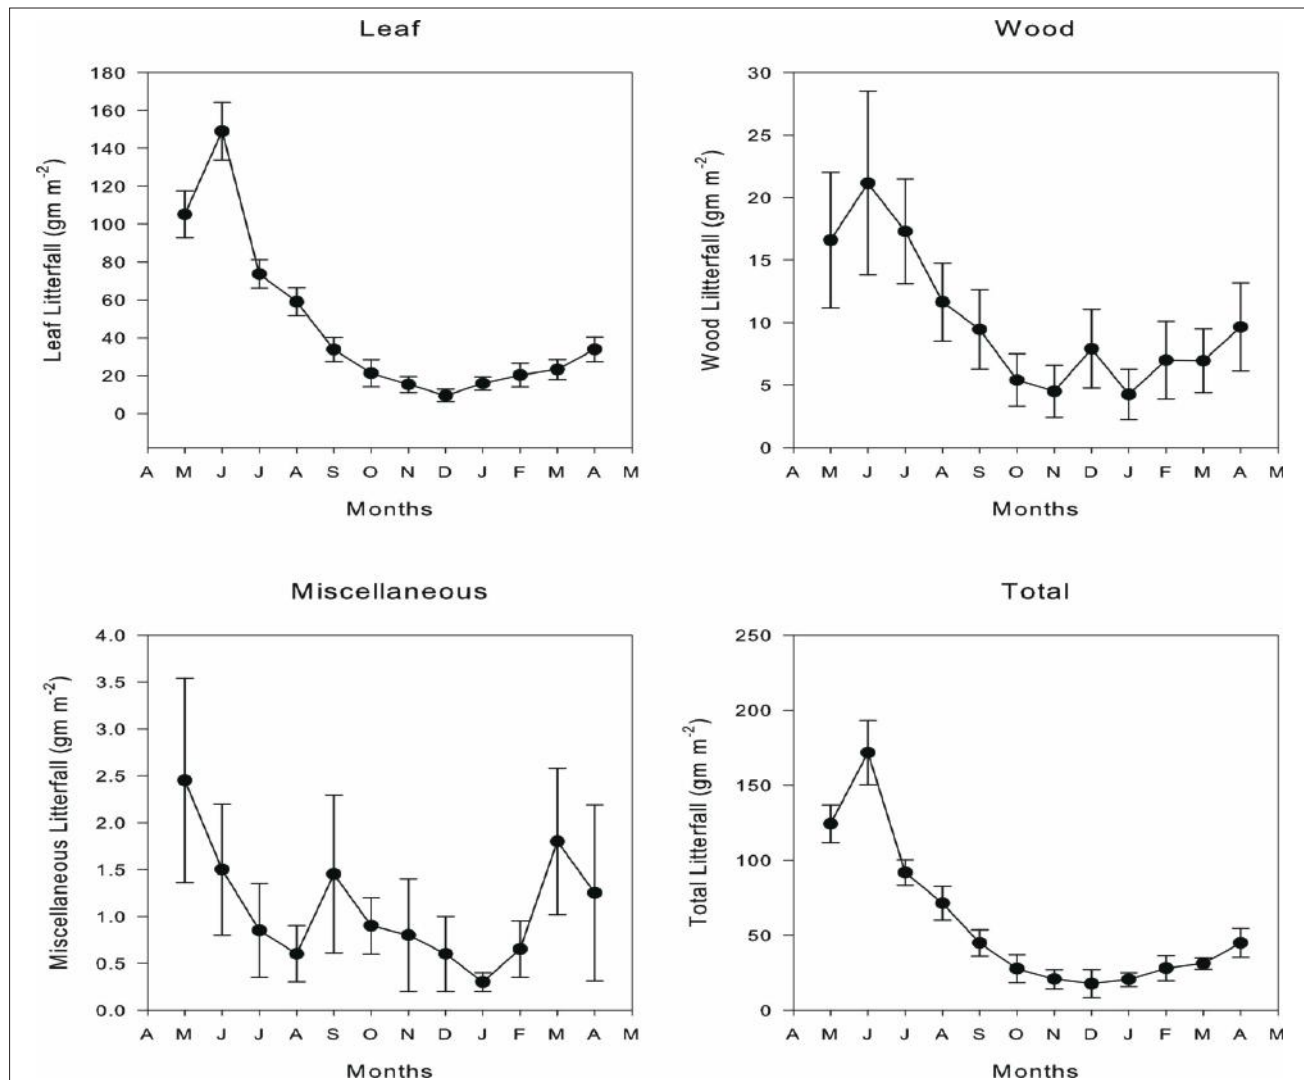 Leaf
180
160
140
120
100
80
60
40
20
0
Leaf Litterfall (gm m-2)
A M J J A S O N D J F M A M
Months
Wood
30
25
20
15
10
5
0
Wood Liltterfall (gm m-2)
A M J J A S O N D J F M A M
Months
Miscellaneous
4.0
3.5
3.0
2.5
2.0
1.5
1.0
0.5
0.0
Miscellaneous Litterfall (gm m-2)
A M J J A S O N D J F M A M
Months
Total
250
200
150
100
50
0
Total Litterfall (gm m-2)
A M J J A S O N D J F M A M
Months